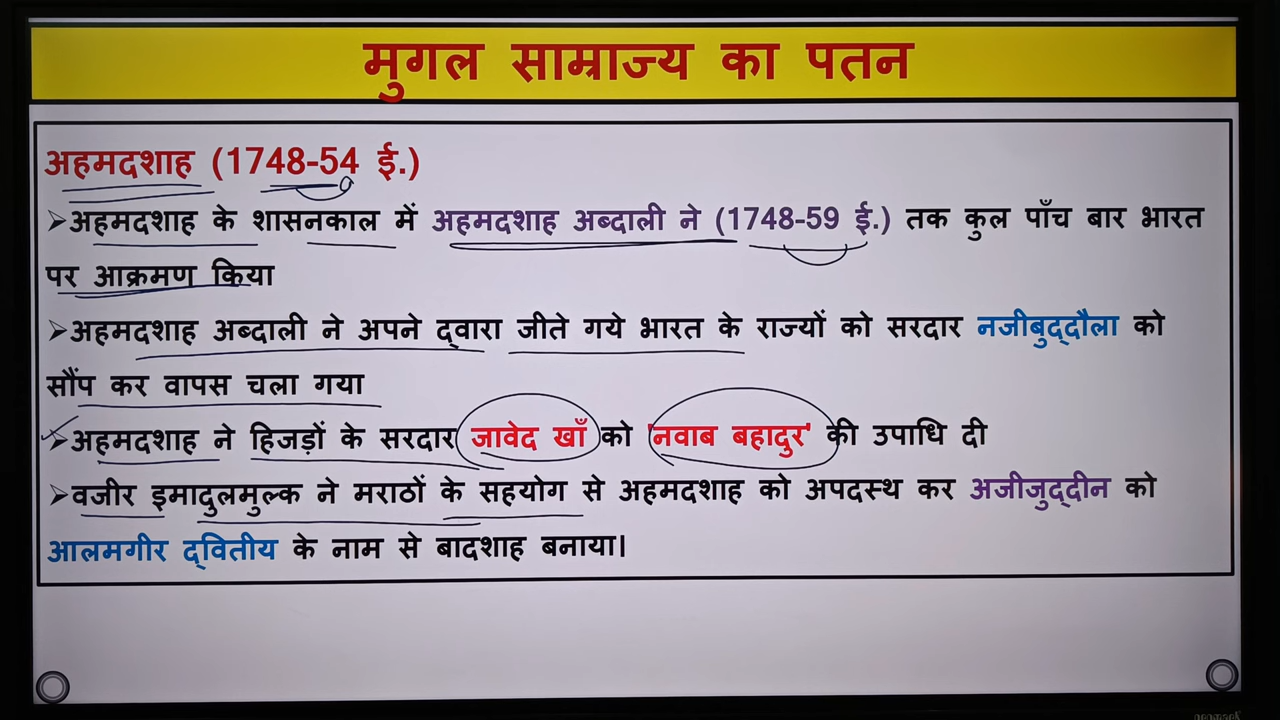 मुगल साम्राज्य का पतन
अहमदशाह (1748-54 ई.)
➢अहमदशाह के शासनकाल में अहमदशाह अब्दाली ने (1748-59 ई.) तक कुल पाँच बार भारत
पर आक्रमण किया
➢अहमदशाह अब्दाली ने अपने द्वारा जीते गये भारत के राज्यों को सरदार नजीबुद्दौला को
सौंप कर वापस चला गया
➢अहमदशाह ने हिजड़ों के सरदार जावेद खाँ को 'नवाब बहादुर' की उपाधि दी
➢वजीर इमादुलमुल्क ने मराठों के सहयोग से अहमदशाह को अपदस्थ कर अजीजुद्दीन को
आलमगीर द्वितीय के नाम से बादशाह बनाया।